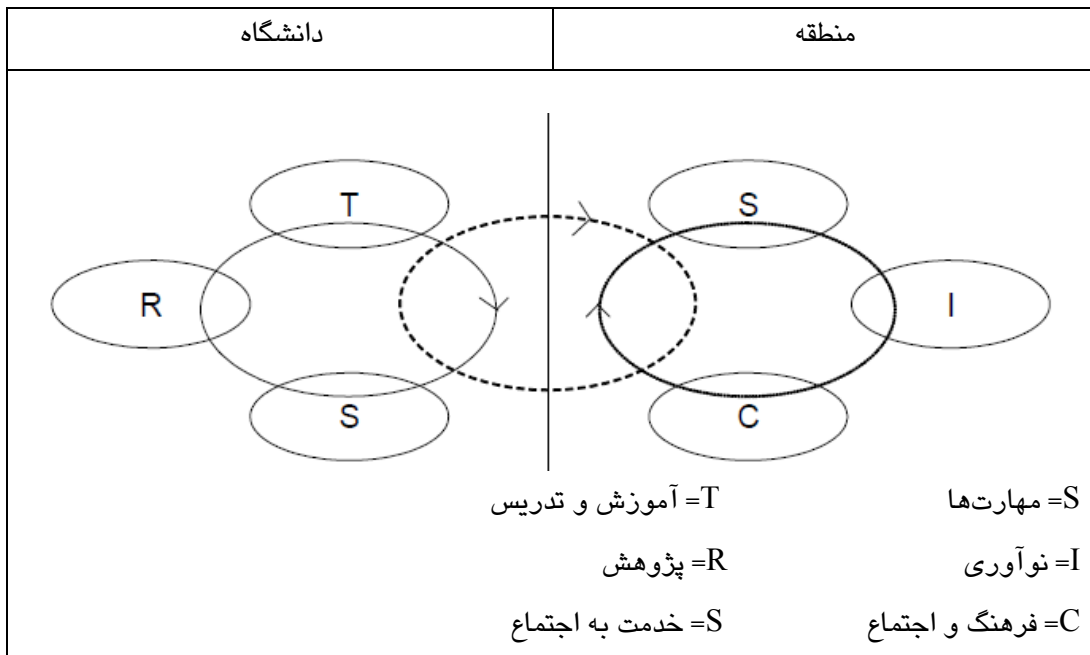 منطقه دانشگاه
T S
R I
S C
S= مهارت‌ها T= آموزش و تدریس
I= نوآوری R= پژوهش
C= فرهنگ و اجتماع S= خدمت به اجتماع